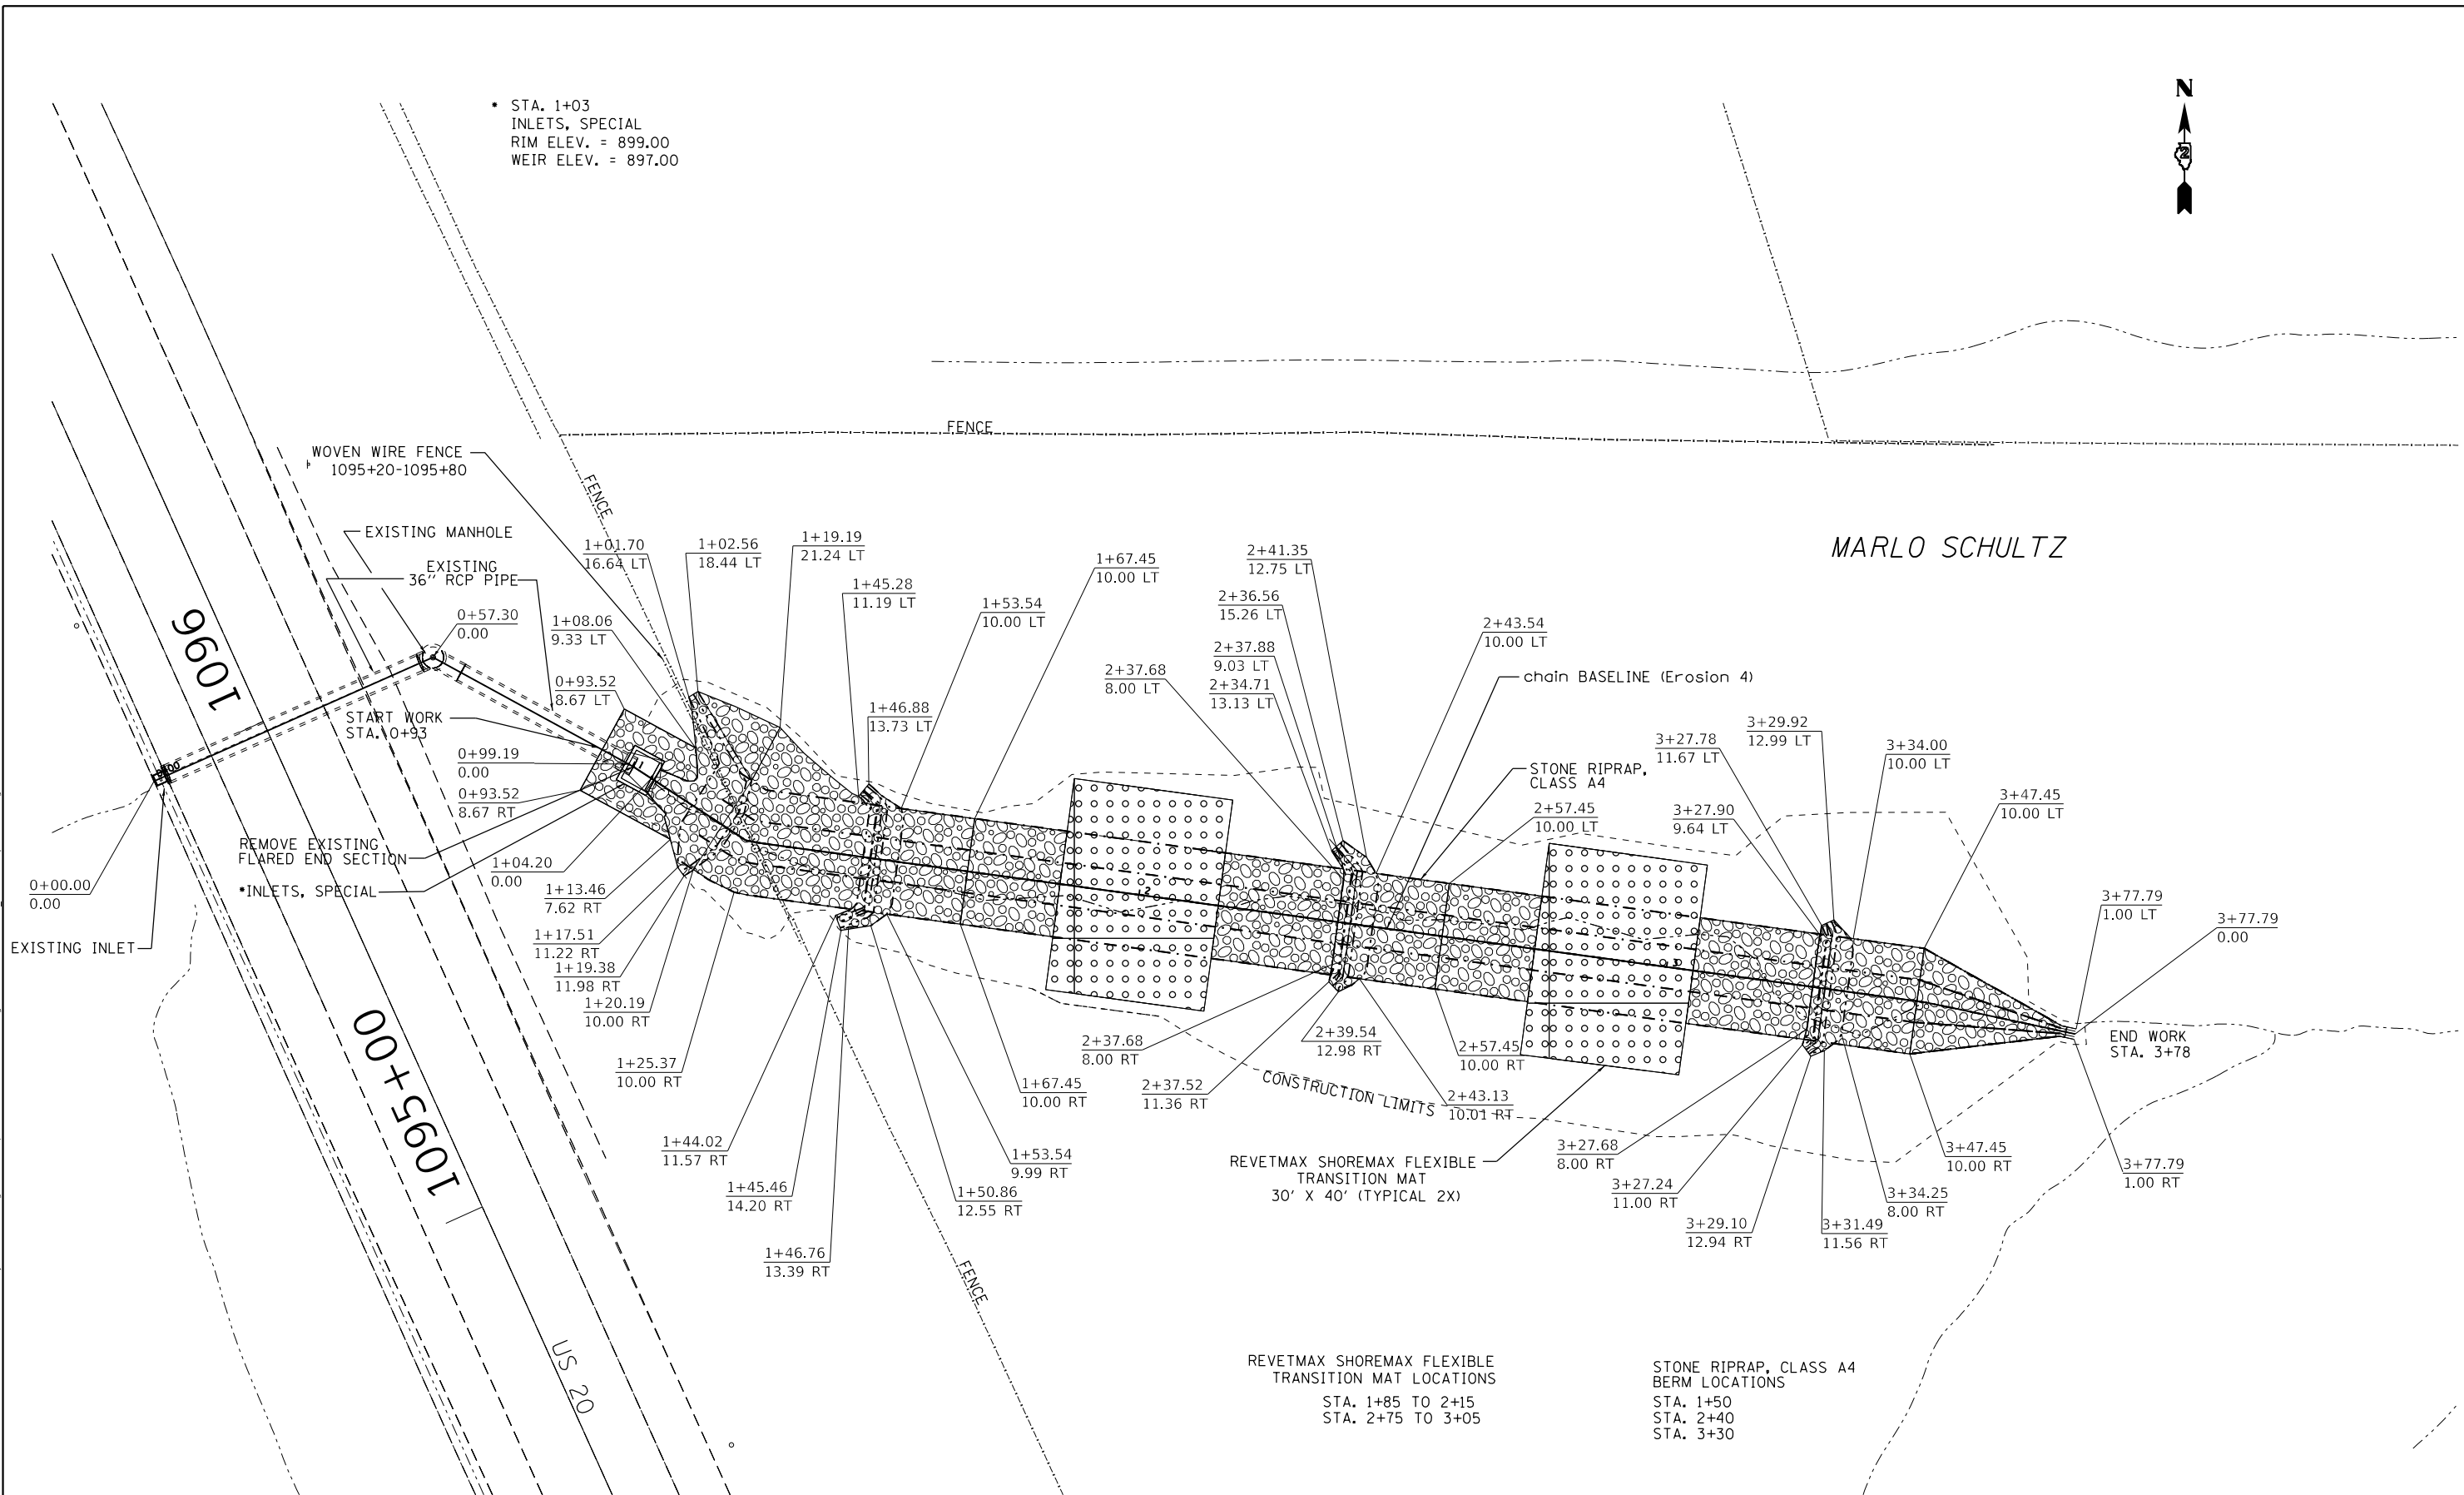 * STA. 1+03
INLETS, SPECIAL
RIM ELEV. = 899.00
WEIR ELEV. = 897.00
N
2
FENCE
WOVEN WIRE FENCE
1095+20-1095+80
FENCE
EXISTING MANHOLE
EXISTING
36'' RCP PIPE
0+57.30
0.00
1+01.70
16.64 LT
1+02.56
18.44 LT
1+19.19
21.24 LT
1+45.28
11.19 LT
1+53.54
10.00 LT
1+67.45
10.00 LT
2+41.35
12.75 LT
2+36.56
15.26 LT
2+37.88
9.03 LT
2+34.71
13.13 LT
2+37.68
8.00 LT
2+43.54
10.00 LT
MARLO SCHULTZ
chain BASELINE (Erosion 4)
1+08.06
9.33 LT
0+93.52
8.67 LT
1+46.88
13.73 LT
START WORK
STA. 0+93
0+99.19
0.00
0+93.52
8.67 RT
STONE RIPRAP,
CLASS A4
2+57.45
10.00 LT
3+27.78
11.67 LT
3+29.92
12.99 LT
3+34.00
10.00 LT
3+27.90
9.64 LT
3+47.45
10.00 LT
1096
REMOVE EXISTING
FLARED END SECTION
*INLETS, SPECIAL
1+04.20
0.00
0+00.00
0.00
EXISTING INLET
1+13.46
7.62 RT
1+17.51
11.22 RT
1+19.38
11.98 RT
1+20.19
10.00 RT
1+25.37
10.00 RT
2
3
3+77.79
1.00 LT
3+77.79
0.00
END WORK
STA. 3+78
1095+00
2+37.68
8.00 RT
2+39.54
12.98 RT
2+57.45
10.00 RT
1+67.45
10.00 RT
2+37.52
11.36 RT
CONSTRUCTION LIMITS
2+43.13
10.01 RT
1+44.02
11.57 RT
1+53.54
9.99 RT
1+45.46
14.20 RT
1+50.86
12.55 RT
1+46.76
13.39 RT
REVETMAX SHOREMAX FLEXIBLE
TRANSITION MAT
30' X 40' (TYPICAL 2X)
3+27.68
8.00 RT
3+27.24
11.00 RT
3+29.10
12.94 RT
3+31.49
11.56 RT
3+34.25
8.00 RT
3+47.45
10.00 RT
3+77.79
1.00 RT
FENCE
US 20
REVETMAX SHOREMAX FLEXIBLE
TRANSITION MAT LOCATIONS
STA. 1+85 TO 2+15
STA. 2+75 TO 3+05
STONE RIPRAP, CLASS A4
BERM LOCATIONS
STA. 1+50
STA. 2+40
STA. 3+30